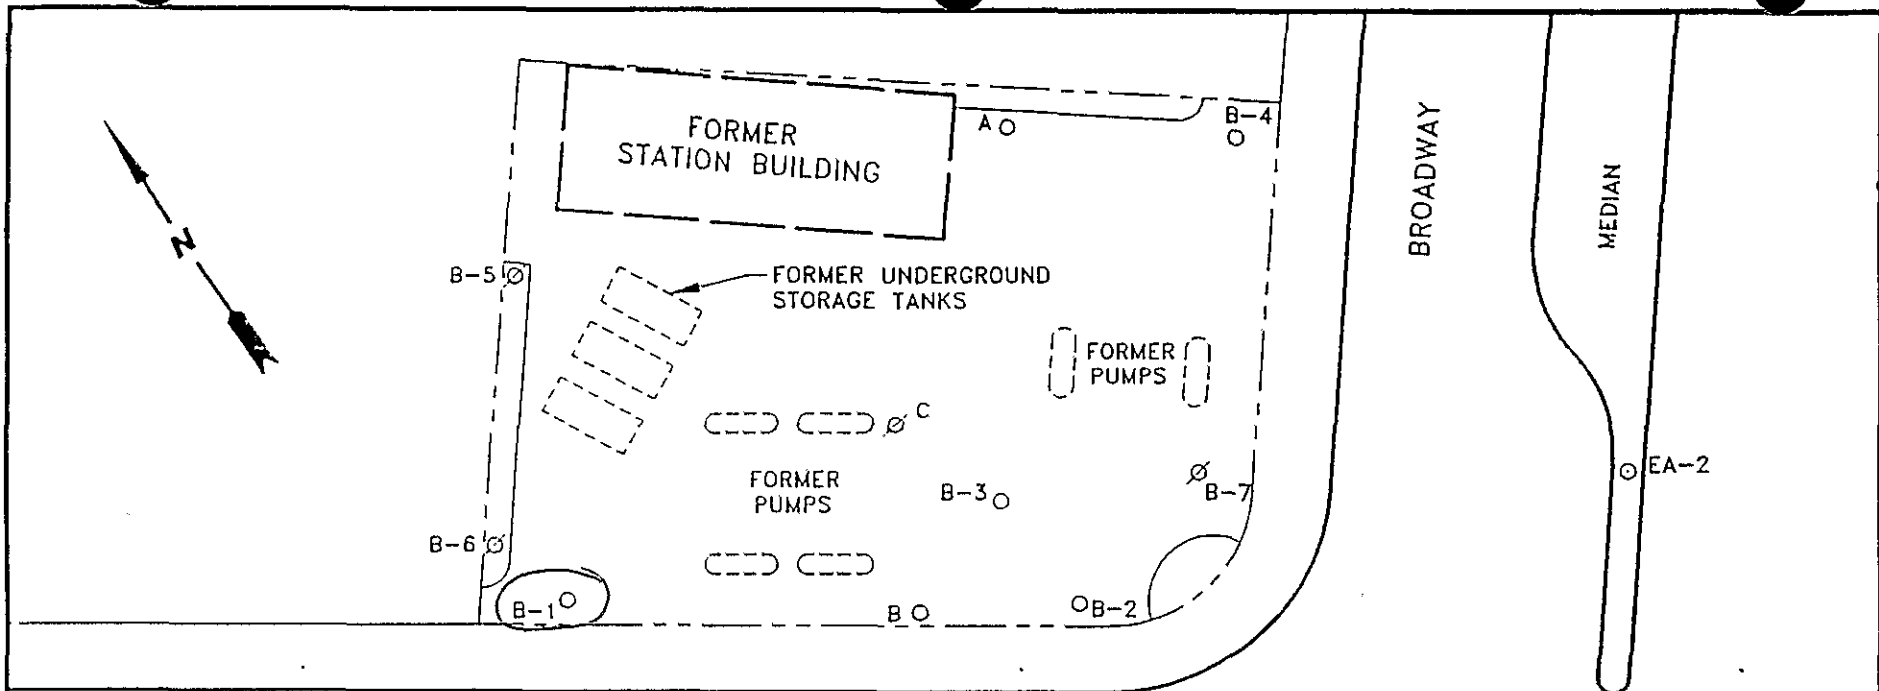 FORMER
STATION BUILDING
A
B-4
BROADWAY
MEDIAN
N
B-5
FORMER UNDERGROUND
STORAGE TANKS
FORMER
PUMPS
C
FORMER
PUMPS
B-3
B-7
EA-2
B-6
B-1
B
B-2